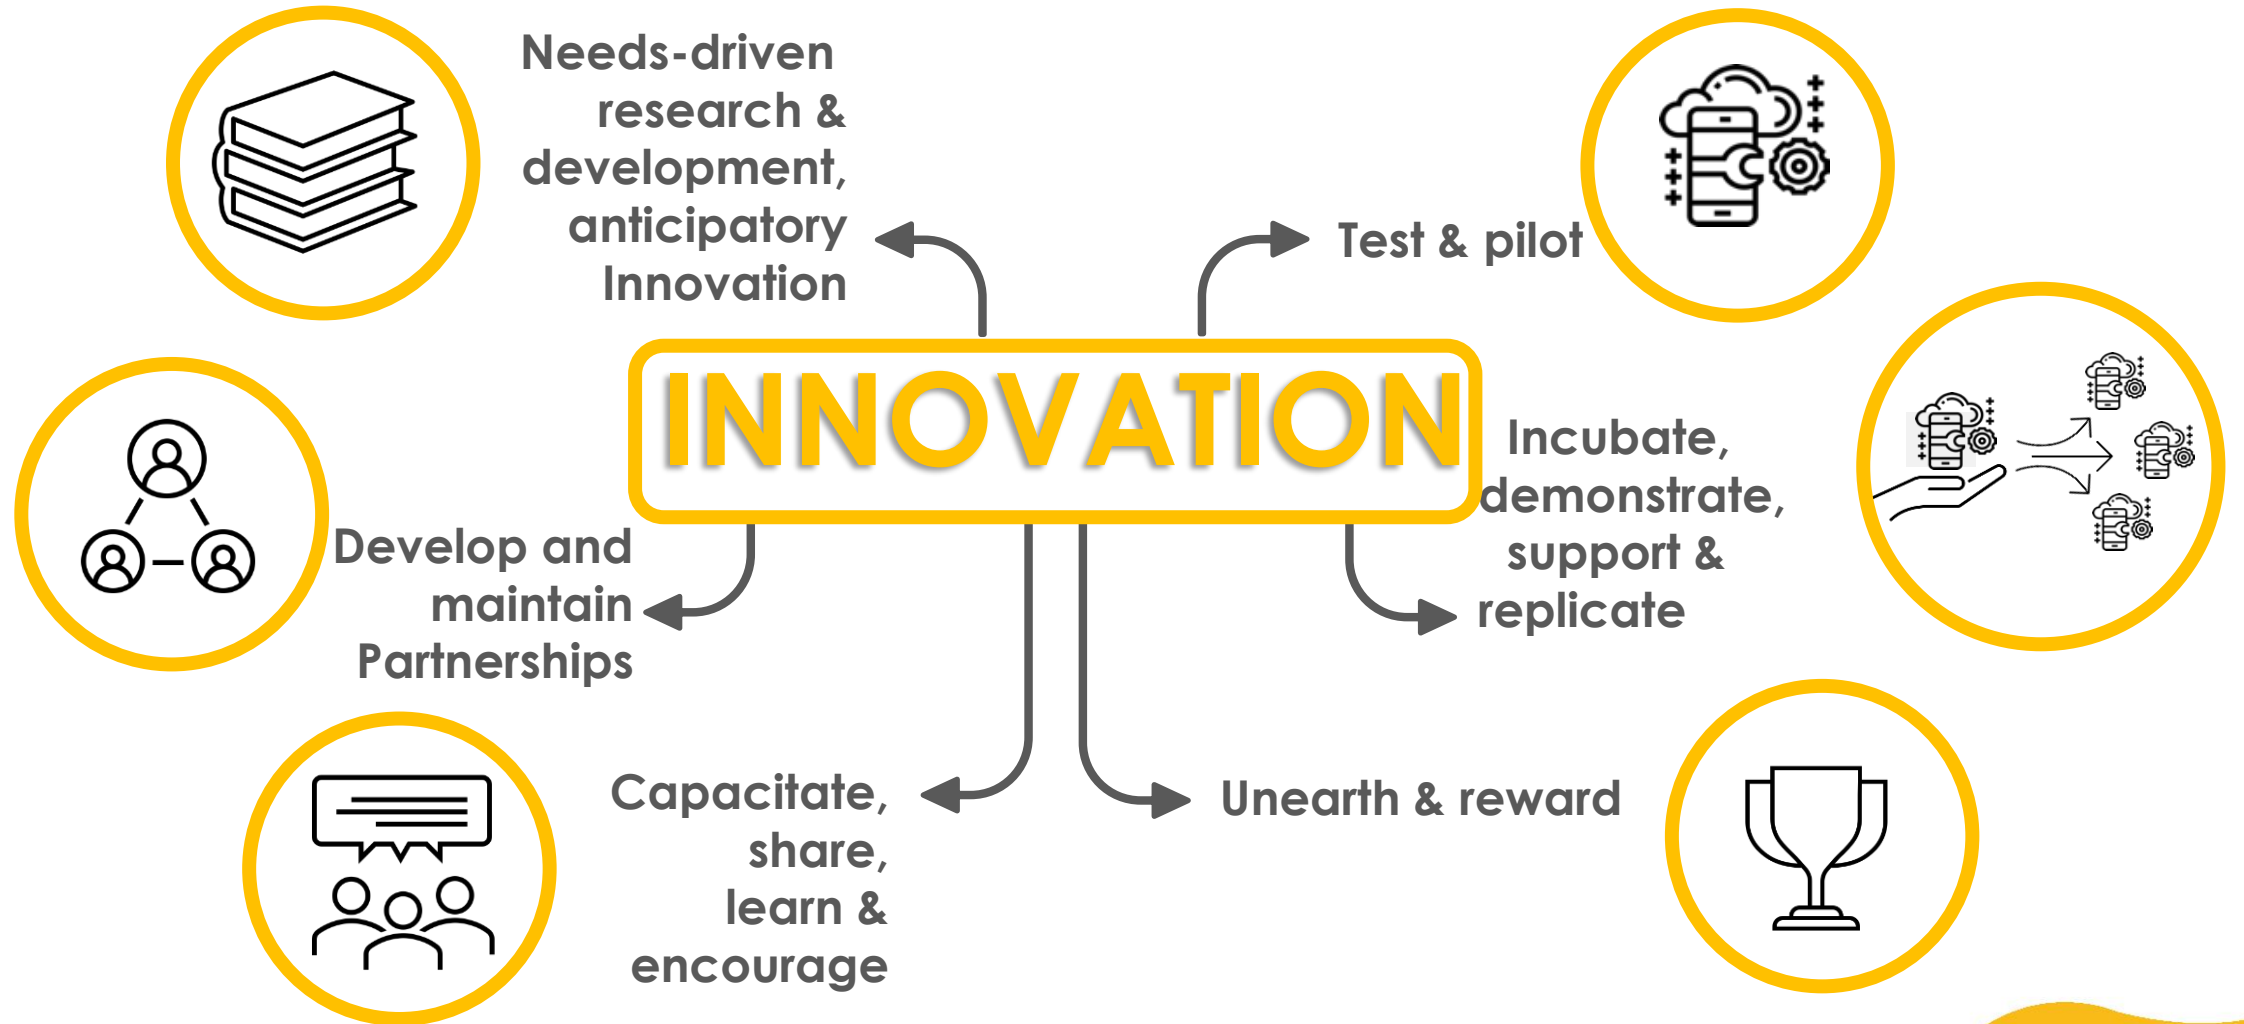 Needs-driven
research &
development,
anticipatory
Innovation
Test & pilot
INNOVATION
Incubate,
demonstrate,
support &
replicate
Develop and
maintain
Partnerships
Capacitate,
share,
learn &
encourage
Unearth & reward